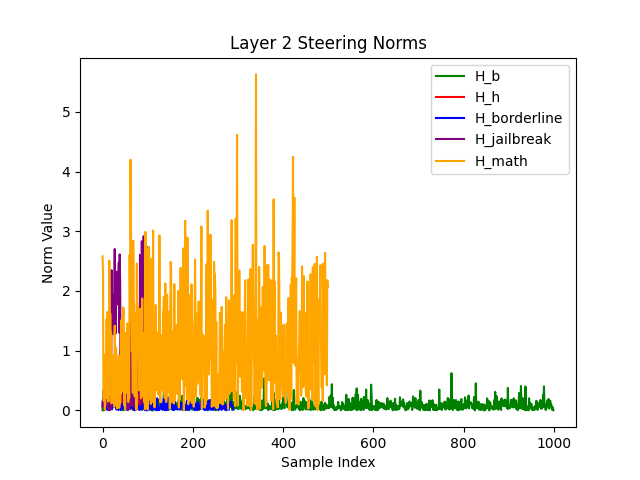 Layer 2 Steering Norms
H_b
H_h
H_borderline
H_jailbreak
H_math
Norm Value
5
4
3
2
1
0
0
200
400
600
800
1000
Sample Index